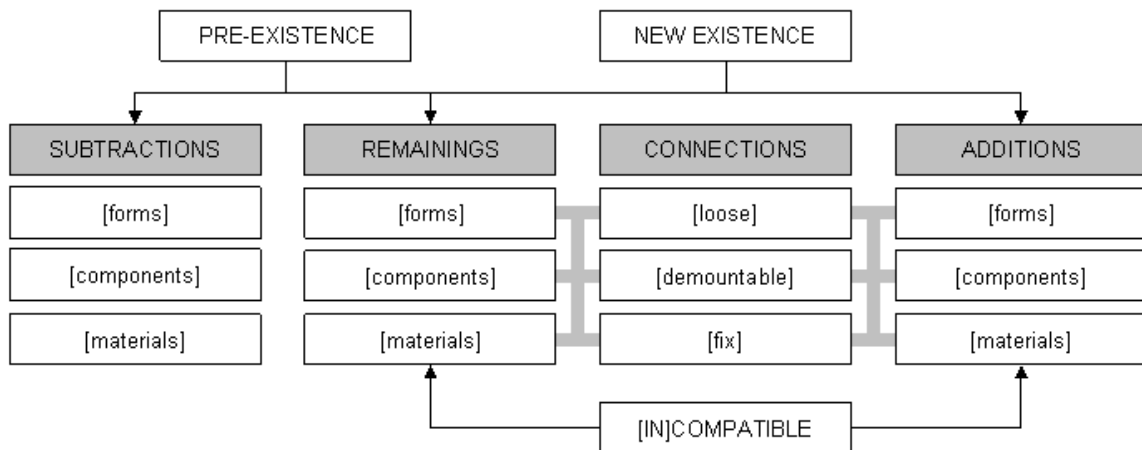 PRE-EXISTENCE
NEW EXISTENCE
SUBTRACTIONS
REMAININGS
CONNECTIONS
ADDITIONS
[forms]
[forms]
[loose]
[forms]
[components]
[components]
[demountable]
[components]
[materials]
[materials]
[fix]
[materials]
[IN]COMPATIBLE